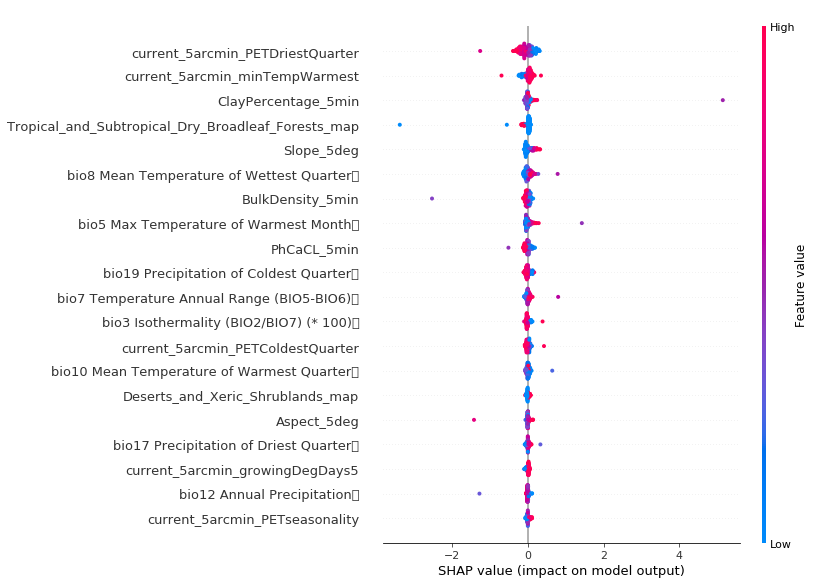 High
current_5arcmin_PETDriestQuarter
current_5arcmin_minTempWarmest
ClayPercentage_5min
Tropical_and_Subtropical_Dry_Broadleaf_Forests_map
Slope_5deg
bio8 Mean Temperature of Wettest Quarter
BulkDensity_5min
bio5 Max Temperature of Warmest Month
PhCaCL_5min
bio19 Precipitation of Coldest Quarter
bio7 Temperature Annual Range (BIO5-BIO6)
bio3 Isothermality (BIO2/BIO7) (* 100)
current_5arcmin_PETColdestQuarter
bio10 Mean Temperature of Warmest Quarter
Deserts_and_Xeric_Shrublands_map
Aspect_5deg
bio17 Precipitation of Driest Quarter
current_5arcmin_growingDegDays5
bio12 Annual Precipitation
current_5arcmin_PETseasonality
Feature value
Low
−2 0 2 4
SHAP value (impact on model output)